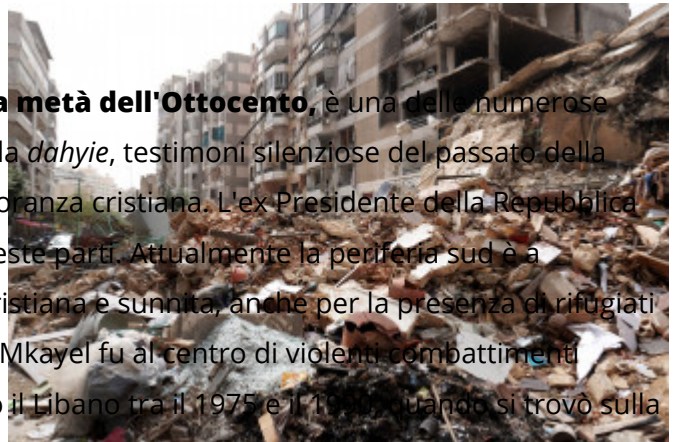 a metà dell'Ottocento, è una delle numerose
la dahyie, testimoni silenziose del passato della
oranza cristiana. L'ex Presidente della Repubblica
este parti. Attualmente la periferia sud è a
ristiana e sunnita, anche per la presenza di rifugiati
Mkayel fu al centro di violenti combattimenti
o il Libano tra il 1975 e il quando si trovò sulla